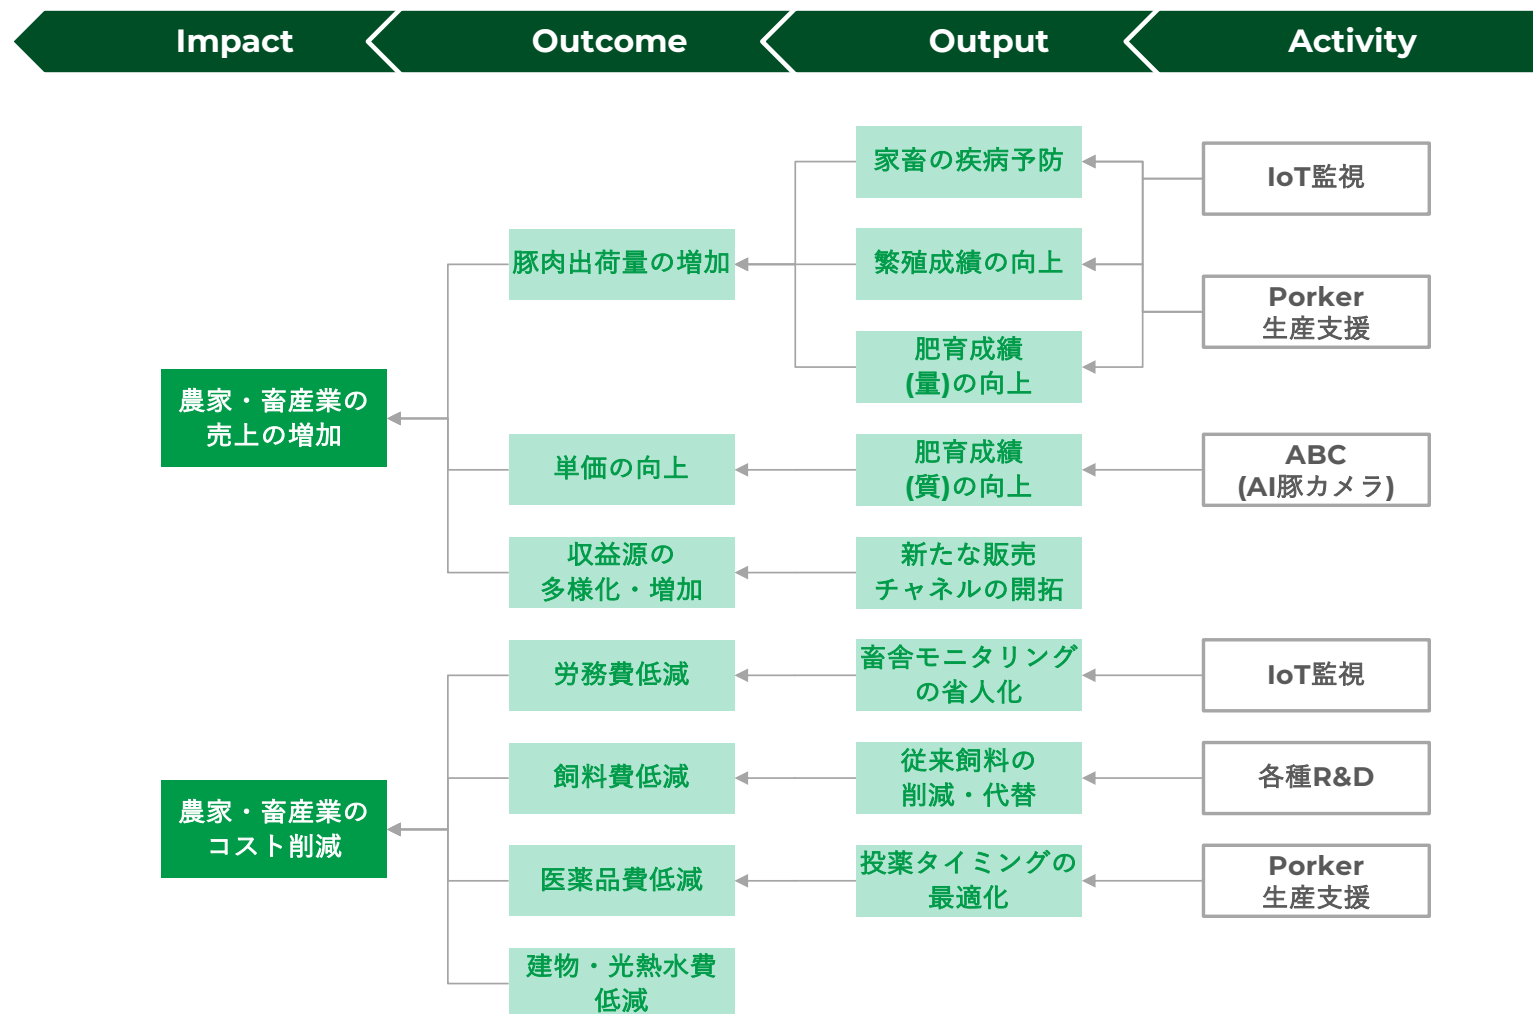 Impact
Outcome
Output
Activity
家畜の疾病予防
IoT監視
豚肉出荷量の増加
繁殖成績の向上
Porker
生産支援
肥育成績
(量)の向上
農家・畜産業の
売上の増加
単価の向上
肥育成績
(質)の向上
ABC
(AI豚カメラ)
収益源の
多様化・増加
新たな販売
チャネルの開拓
労務費低減
畜舎モニタリング
の省人化
IoT監視
飼料費低減
従来飼料の
削減・代替
各種R&D
農家・畜産業の
コスト削減
医薬品費低減
投薬タイミングの
最適化
Porker
生産支援
建物・光熱水費
低減